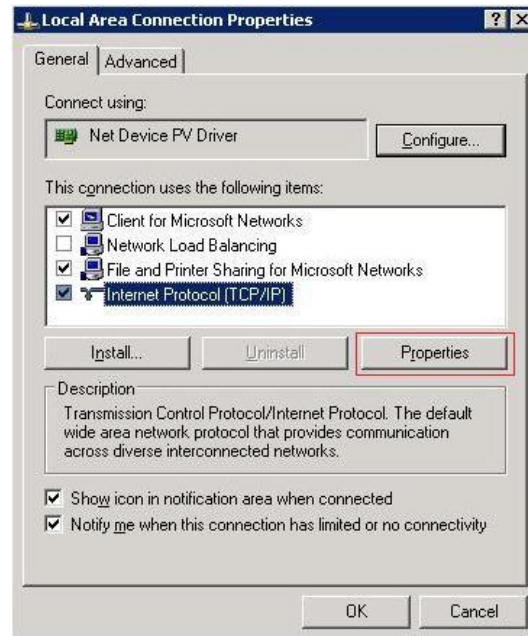 Local Area Connection Properties
General
Advanced
Connect using:
Net Device PV Driver
Configure...
This connection uses the following items:
Client for Microsoft Networks
Network Load Balancing
File and Printer Sharing for Microsoft Networks
Internet Protocol (TCP/IP)
Install...
Uninstall
Properties
Description
Transmission Control Protocol/Internet Protocol. The default
wide area network protocol that provides communication
across diverse interconnected networks.
Show icon in notification area when connected
Notify me when this connection has limited or no connectivity
OK
Cancel